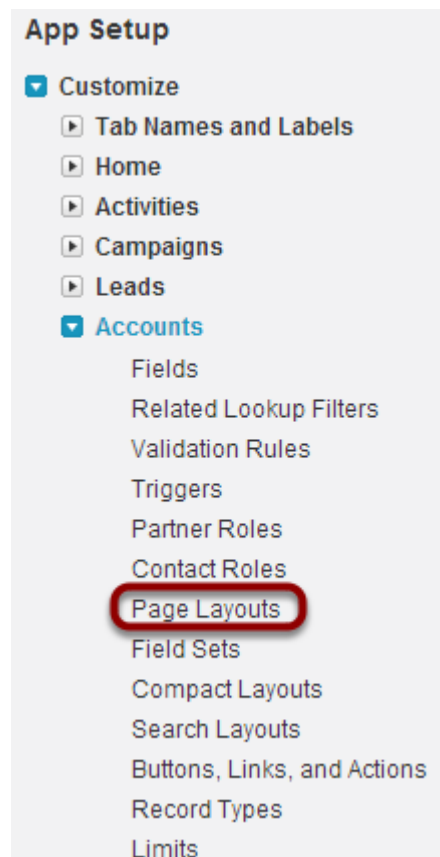 App Setup
Customize
Tab Names and Labels
Home
Activities
Campaigns
Leads
Accounts
Fields
Related Lookup Filters
Validation Rules
Triggers
Partner Roles
Contact Roles
Page Layouts
Field Sets
Compact Layouts
Search Layouts
Buttons, Links, and Actions
Record Types
Limits